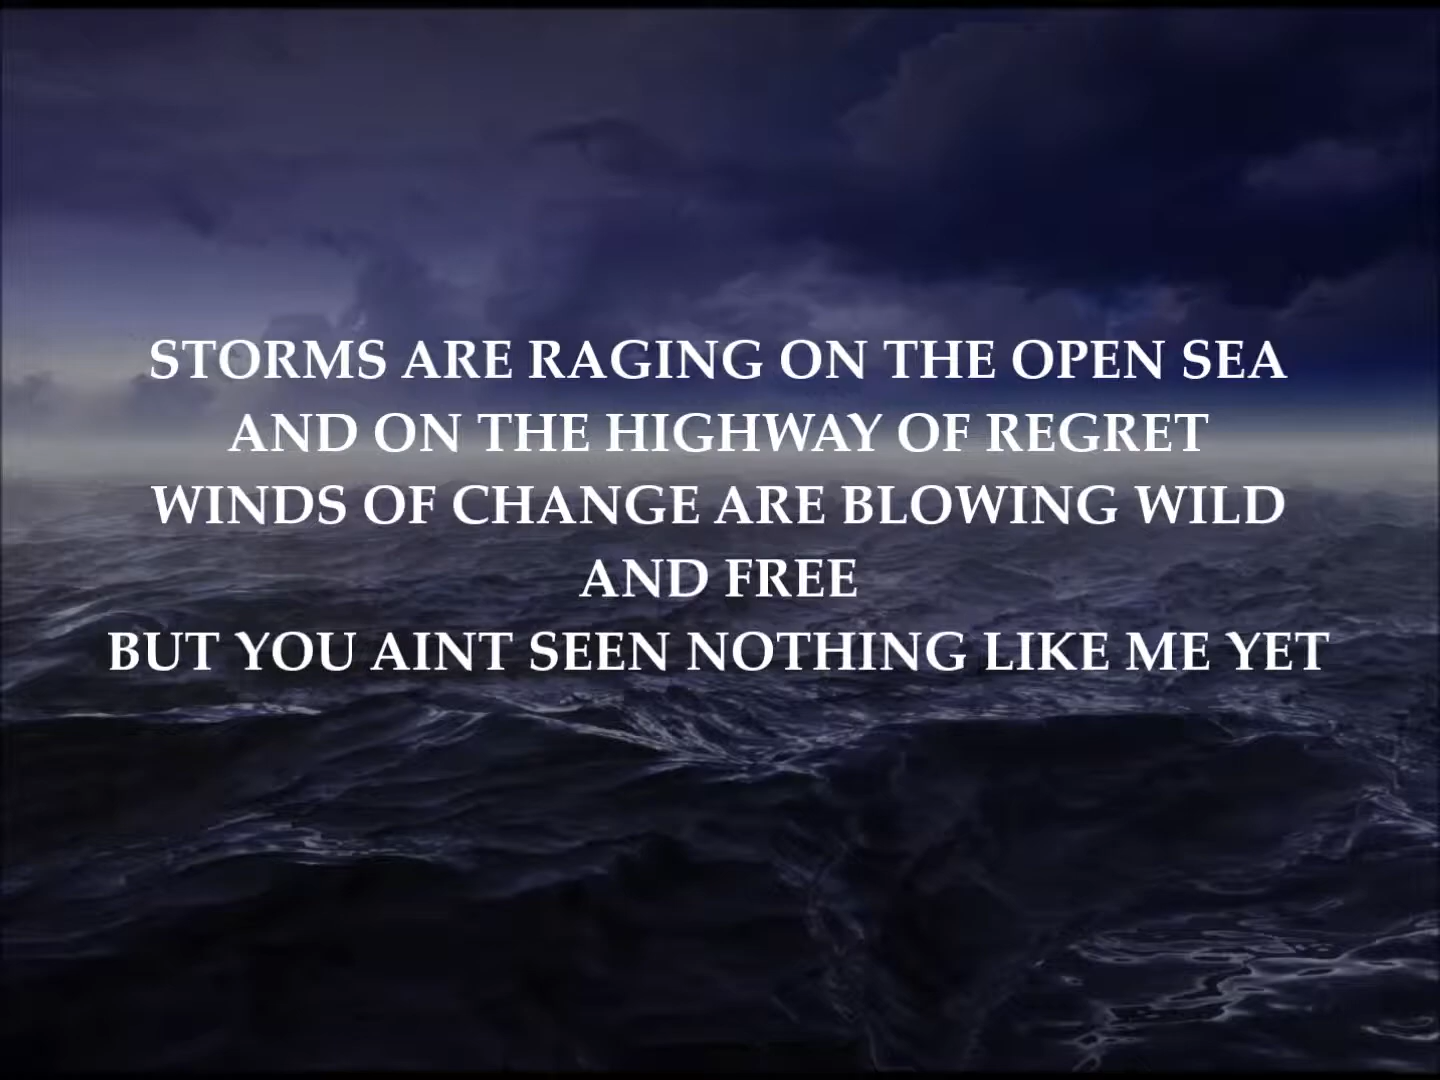 STORMS ARE RAGING ON THE OPEN SEA
AND ON THE HIGHWAY OF REGRET
WINDS OF CHANGE ARE BLOWING WILD
AND FREE
BUT YOU AINT SEEN NOTHING LIKE ME YET